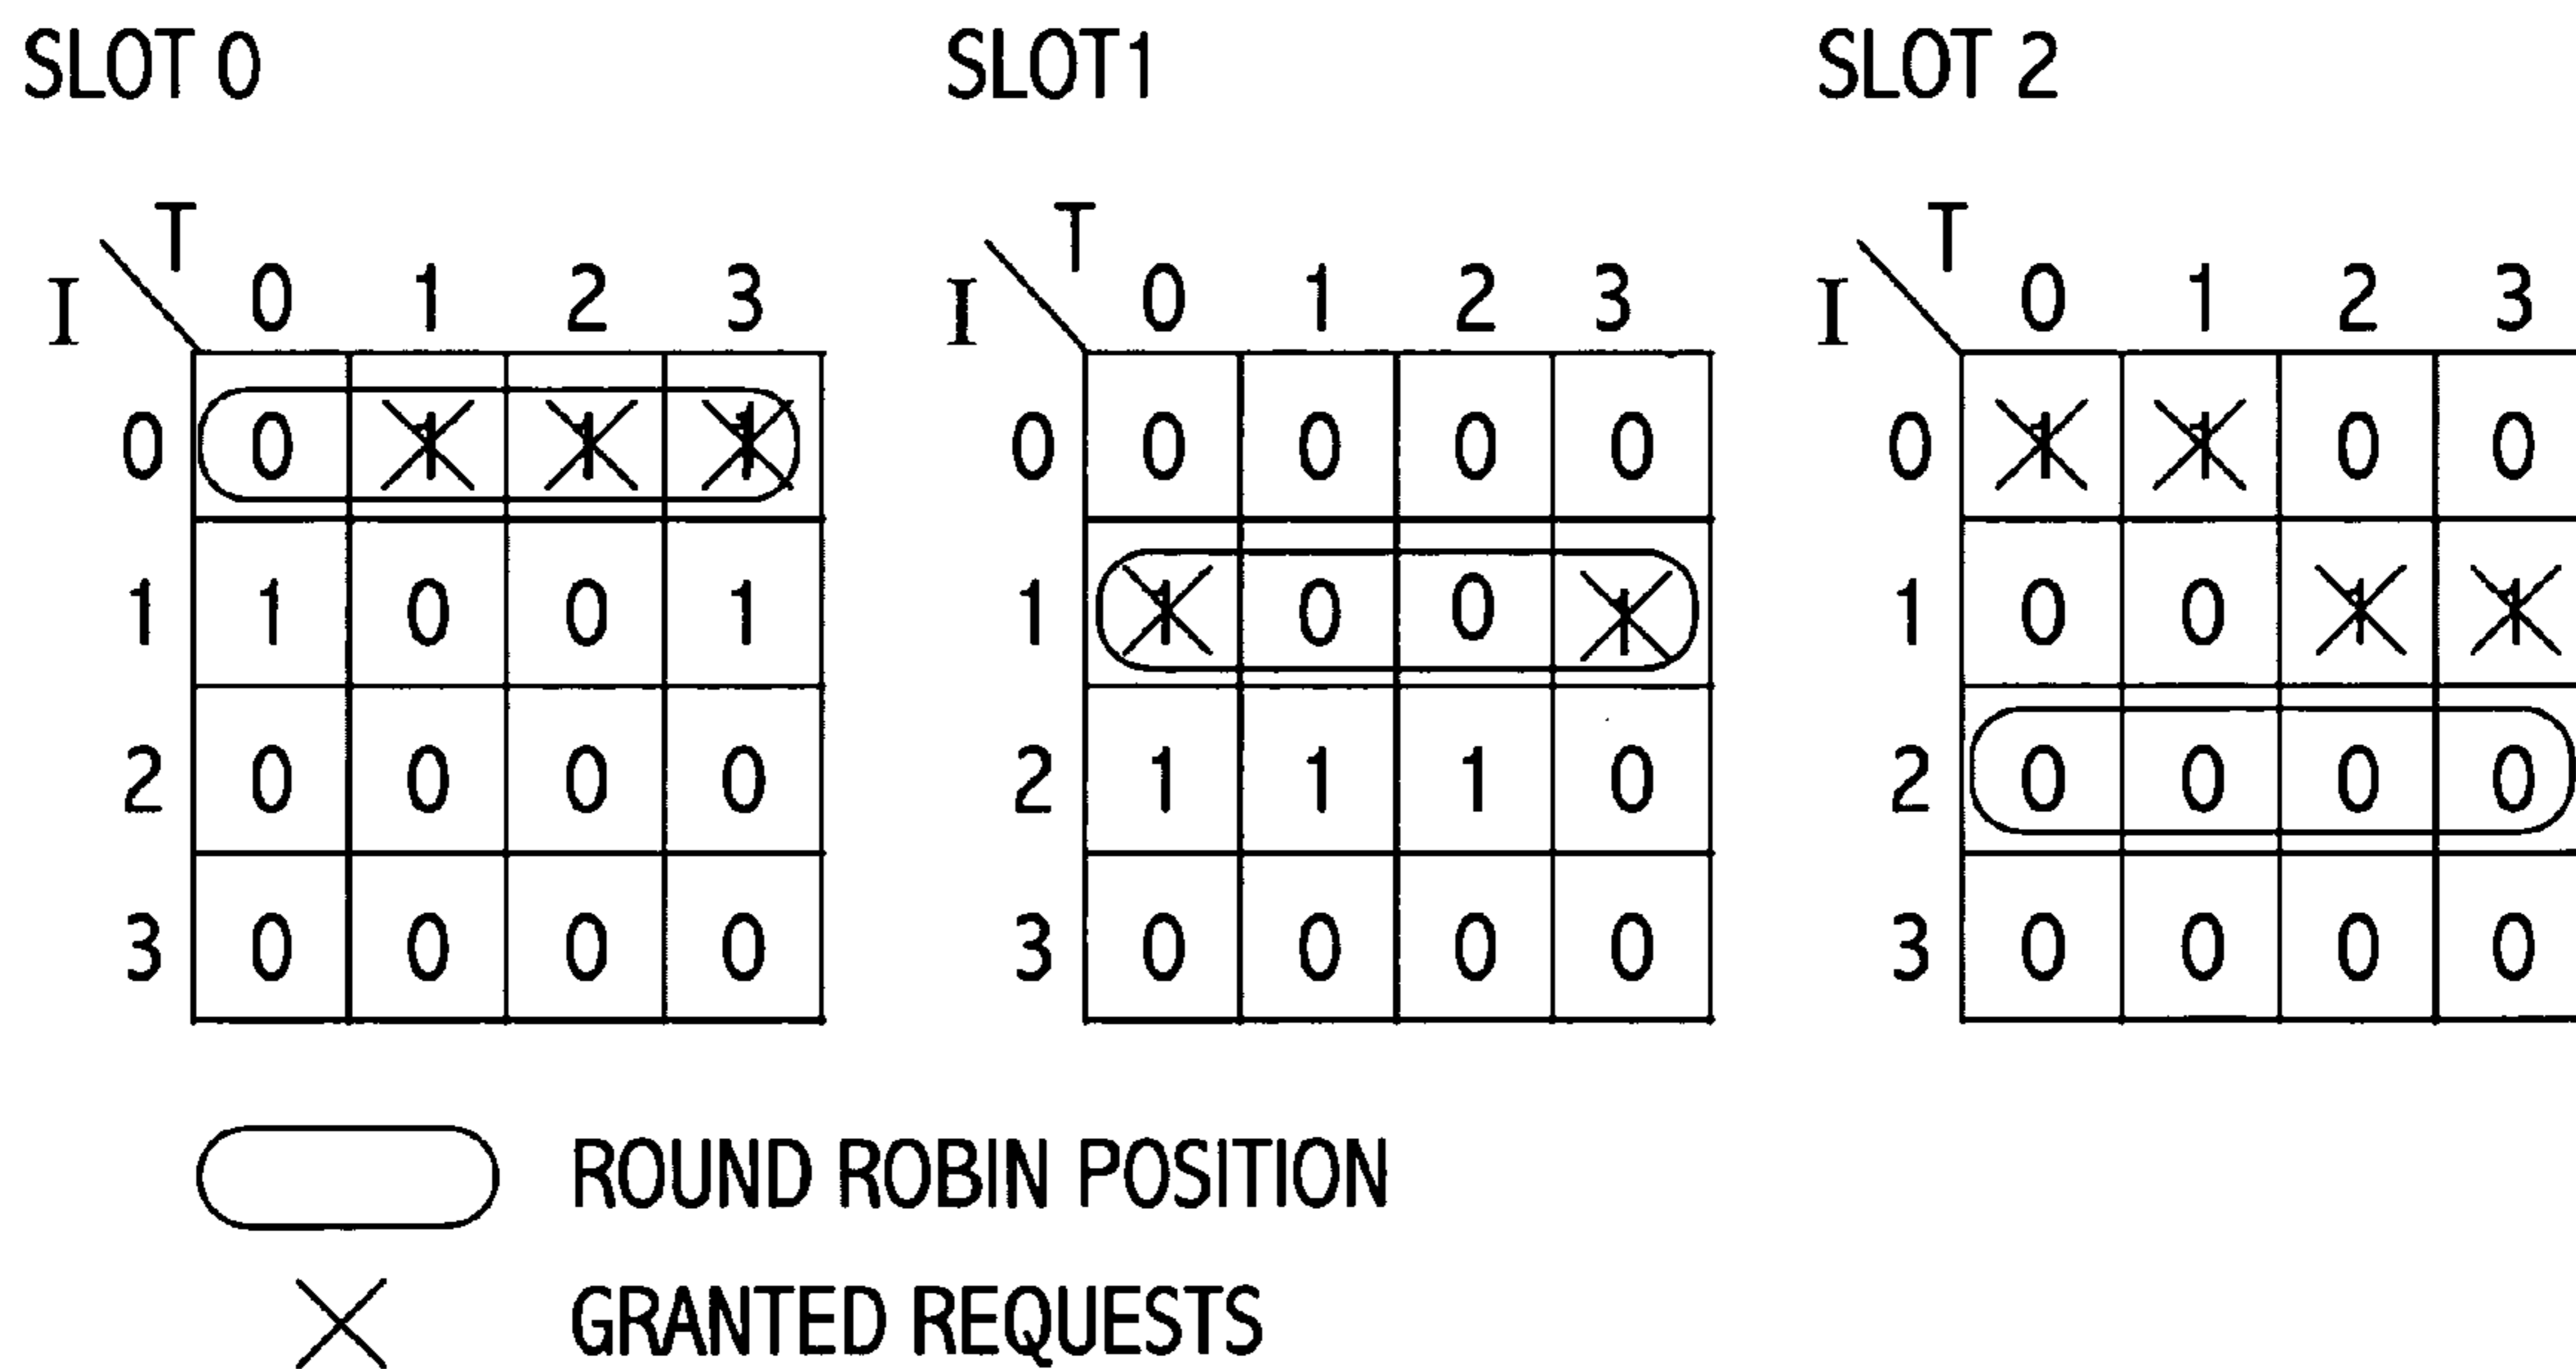 SLOT 0 SLOT1 SLOT 2
T T T
I 0 1 2 3 I 0 1 2 3 I 0 1 2 3
0 0 1 1 1 0 0 0 0 0 0 1 1 0 0
1 1 0 0 1 1 1 0 0 1 1 0 0 1 1
2 0 0 0 0 2 1 1 1 0 2 0 0 0 0
3 0 0 0 0 3 0 0 0 0 3 0 0 0 0
ROUND ROBIN POSITION
GRANTED REQUESTS